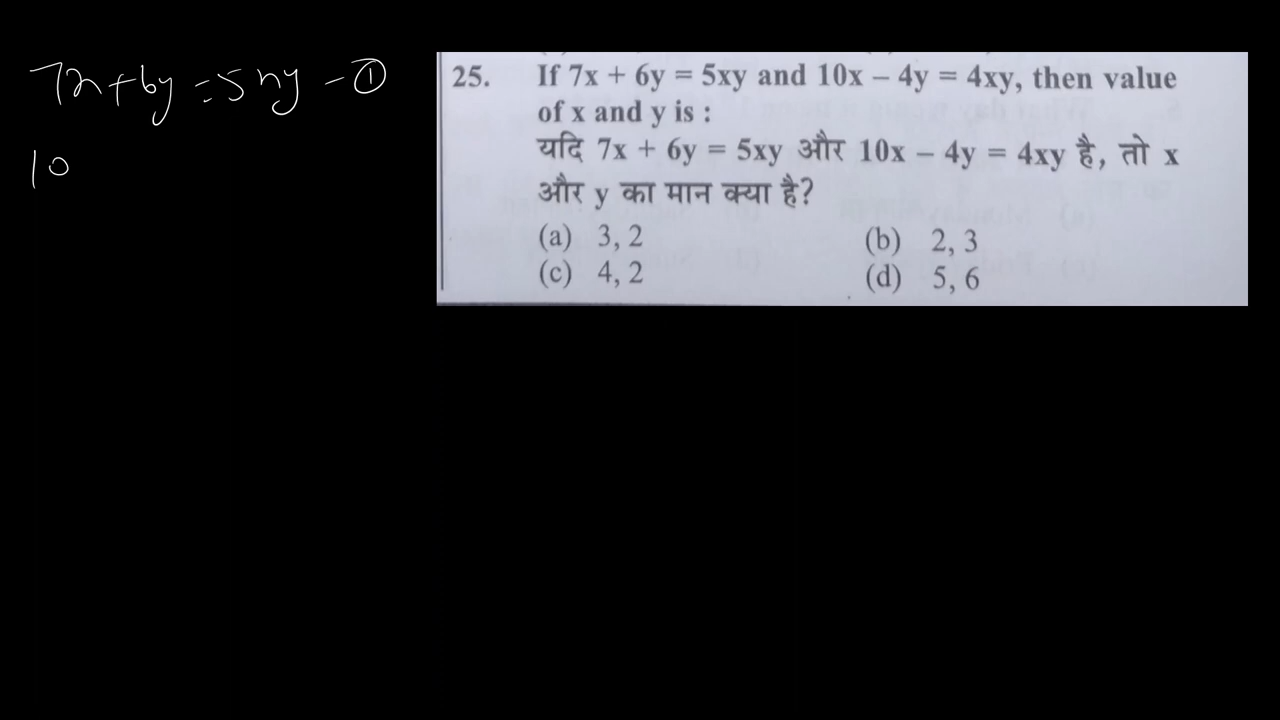 7x+6y=5xy-①
10
25. If 7x + 6y = 5xy and 10x – 4y = 4xy, then value
of x and y is :
यदि 7x + 6y = 5xy और 10x – 4y = 4xy है, तो x
और y का मान क्या है?
(a) 3, 2 (b) 2, 3
(c) 4, 2 (d) 5, 6